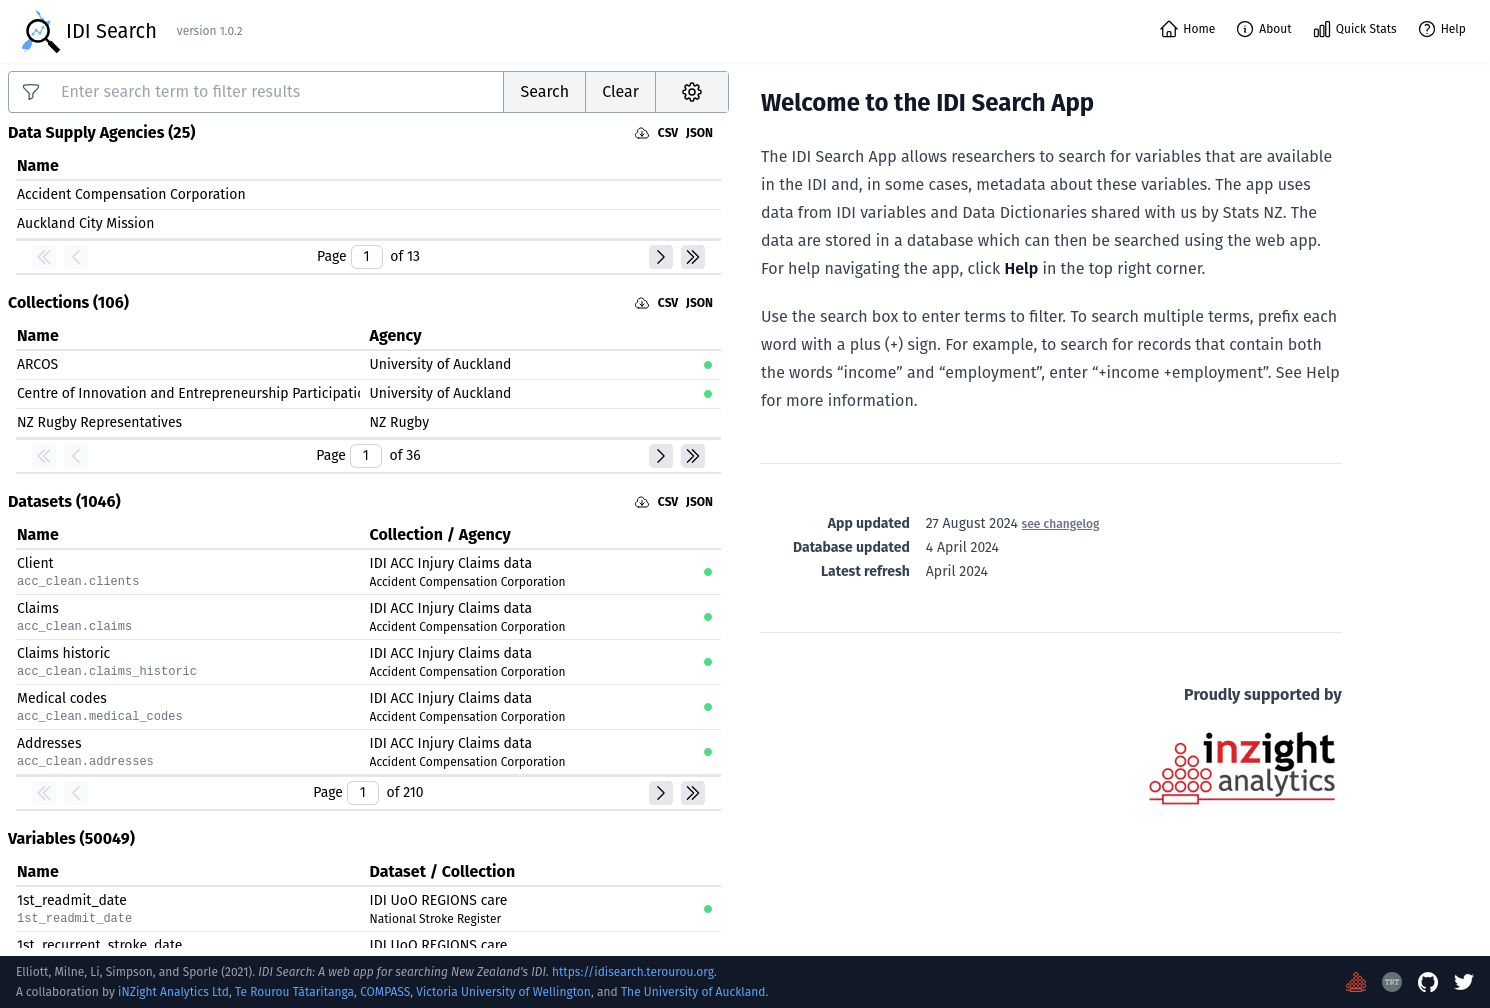 IDI Search version 1.0.2
Home About Quick Stats Help
Enter search term to filter results Search Clear
Data Supply Agencies (25) CSV JSON
Name
Accident Compensation Corporation
Auckland City Mission
Page 1 of 13
Collections (106) CSV JSON
Name Agency
ARCOS University of Auckland
Centre of Innovation and Entrepreneurship Participatic University of Auckland
NZ Rugby Representatives NZ Rugby
Page 1 of 36
Datasets (1046) CSV JSON
Name Collection / Agency
Client IDI ACC Injury Claims data
acc_clean.clients Accident Compensation Corporation
Claims IDI ACC Injury Claims data
acc_clean.claims Accident Compensation Corporation
Claims historic IDI ACC Injury Claims data
acc_clean.claims_historic Accident Compensation Corporation
Medical codes IDI ACC Injury Claims data
acc_clean.medical_codes Accident Compensation Corporation
Addresses IDI ACC Injury Claims data
acc_clean.addresses Accident Compensation Corporation
Page 1 of 210
Variables (50049)
Name Dataset / Collection
1st_readmit_date IDI UoO REGIONS care
1st_readmit_date National Stroke Register
1st_recurrent_stroke_date IDI UoO REGIONS care
Welcome to the IDI Search App
The IDI Search App allows researchers to search for variables that are available
in the IDI and, in some cases, metadata about these variables. The app uses
data from IDI variables and Data Dictionaries shared with us by Stats NZ. The
data are stored in a database which can then be searched using the web app.
For help navigating the app, click Help in the top right corner.
Use the search box to enter terms to filter. To search multiple terms, prefix each
word with a plus (+) sign. For example, to search for records that contain both
the words “income” and “employment”, enter “+income +employment”. See Help
for more information.
App updated 27 August 2024 see changelog
Database updated 4 April 2024
Latest refresh April 2024
Proudly supported by
inzight
analytics
Elliott, Milne, Li, Simpson, and Sporle (2021). IDI Search: A web app for searching New Zealand's IDI. https://idisearch.terourou.org.
A collaboration by iNZight Analytics Ltd, Te Rourou Tātaritanga, COMPASS, Victoria University of Wellington, and The University of Auckland.
TRT